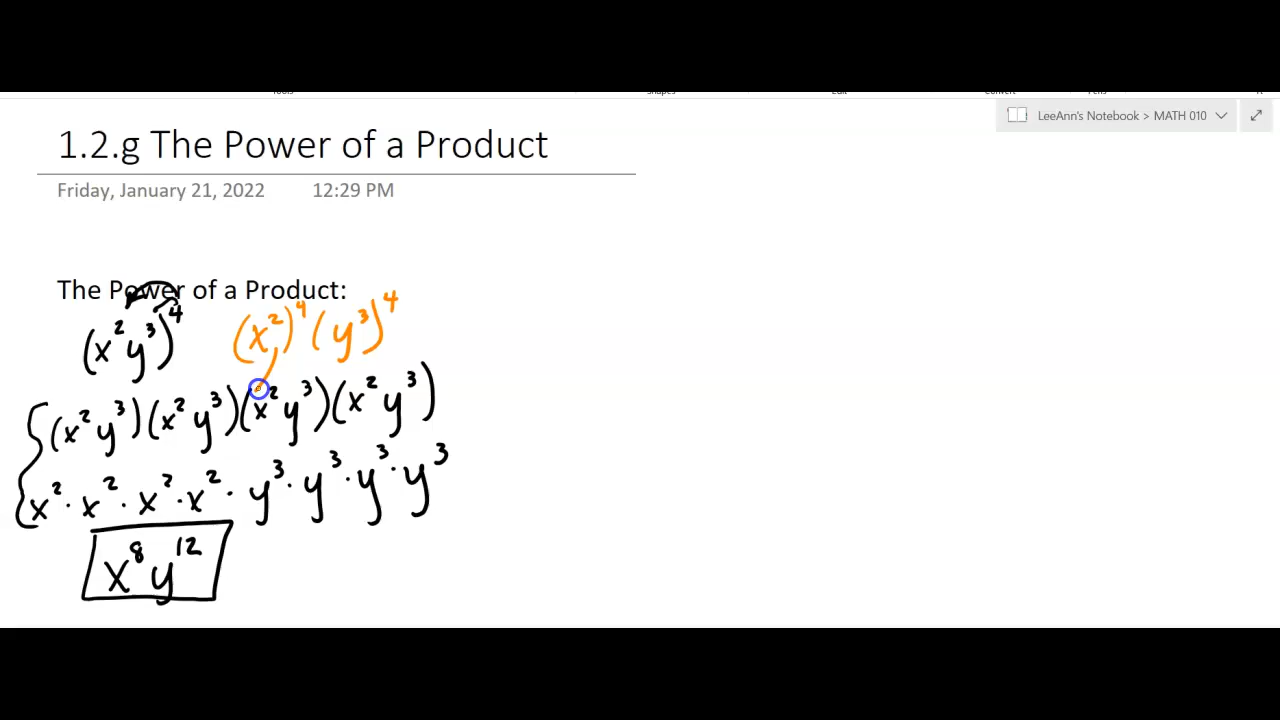 LeeAnn's Notebook > MATH 010
1.2.g The Power of a Product
Friday, January 21, 2022 12:29 PM
The Power of a Product:
(x²y³)⁴ (x²)⁴(y³)⁴
(x²y³)(x²y³)(x²y³)(x²y³)
x² · x² · x² · x² · y³ · y³ · y³ · y³
x⁸y¹²